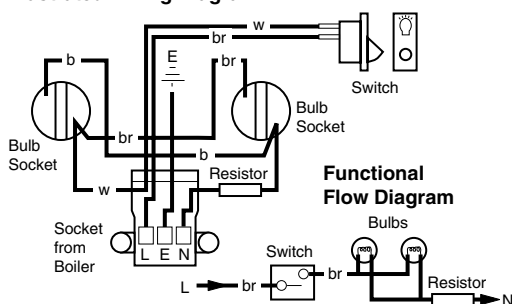 w
br
E
b
br
Switch
Bulb
Socket
Bulb
Socket
br
b
w
Resistor
Functional
Flow Diagram
Bulbs
Socket
from
Boiler
L E N
Switch
L
br
br
Resistor
N